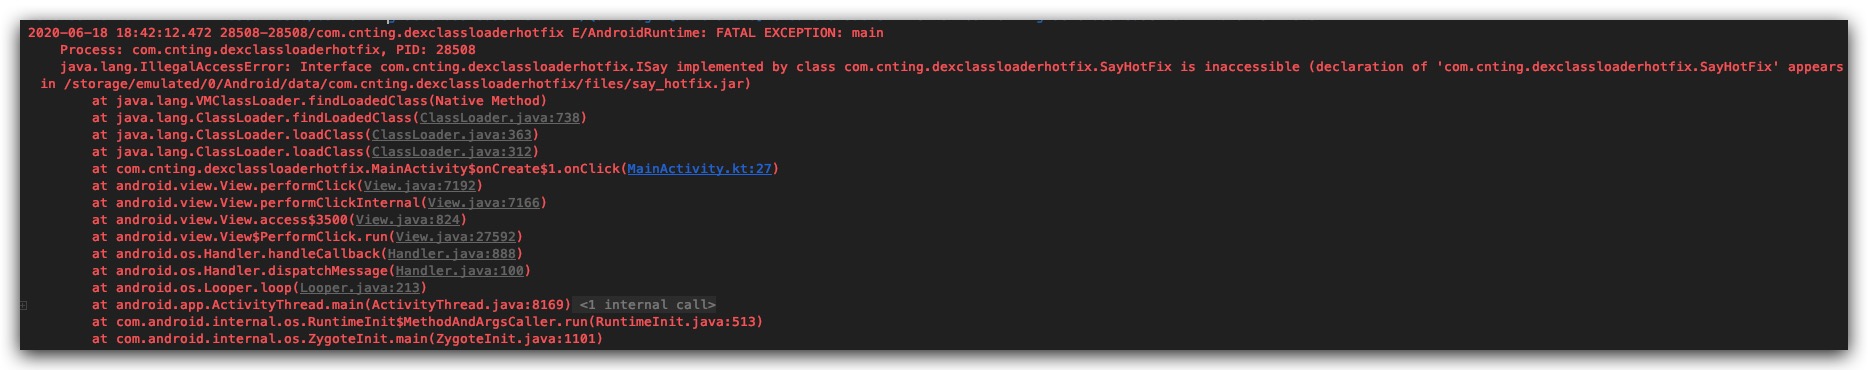 2020-06-18 18:42:12.472 28508-28508/com.cnting.dexclassloaderhotfix E/AndroidRuntime: FATAL EXCEPTION: main
Process: com.cnting.dexclassloaderhotfix, PID: 28508
java.lang.IllegalAccessError: Interface com.cnting.dexclassloaderhotfix.ISay implemented by class com.cnting.dexclassloaderhotfix.SayHotFix is inaccessible (declaration of 'com.cnting.dexclassloaderhotfix.SayHotFix' appears
in /storage/emulated/0/Android/data/com.cnting.dexclassloaderhotfix/files/say_hotfix.jar)
at java.lang.VMClassLoader.findLoadedClass(Native Method)
at java.lang.ClassLoader.findLoadedClass(ClassLoader.java:738)
at java.lang.ClassLoader.loadClass(ClassLoader.java:363)
at java.lang.ClassLoader.loadClass(ClassLoader.java:312)
at com.cnting.dexclassloaderhotfix.MainActivity$onCreate$1.onClick(MainActivity.kt:27)
at android.view.View.performClick(View.java:7192)
at android.view.View.performClickInternal(View.java:7166)
at android.view.View.access$3500(View.java:824)
at android.view.View$PerformClick.run(View.java:27592)
at android.os.Handler.handleCallback(Handler.java:888)
at android.os.Handler.dispatchMessage(Handler.java:100)
at android.os.Looper.loop(Looper.java:213)
at android.app.ActivityThread.main(ActivityThread.java:8169) <1 internal call>
at com.android.internal.os.RuntimeInit$MethodAndArgsCaller.run(RuntimeInit.java:513)
at com.android.internal.os.ZygoteInit.main(ZygoteInit.java:1101)